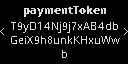 paymentToken
< T9yD14Nj9j7xAB4db >
GeiX9h8unkKHxuWw
b